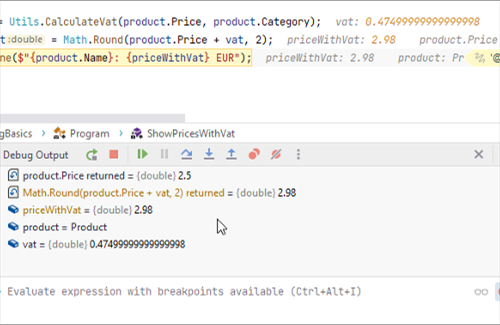 = Utils.CalculateVat(product.Price, product.Category); vat: 0.47499999999999998
:double = Math.Round(product.Price + vat, 2); priceWithVat: 2.98 product.Price
ne($"{product.Name}: {priceWithVat} EUR"); priceWithVat: 2.98 product: Pr
gBasics Program ShowPricesWithVat
Debug Output
product.Price returned = {double} 2.5
Math.Round(product.Price + vat, 2) returned = {double} 2.98
priceWithVat = {double} 2.98
product = Product
vat = {double} 0.47499999999999998
Evaluate expression with breakpoints available (Ctrl+Alt+I)